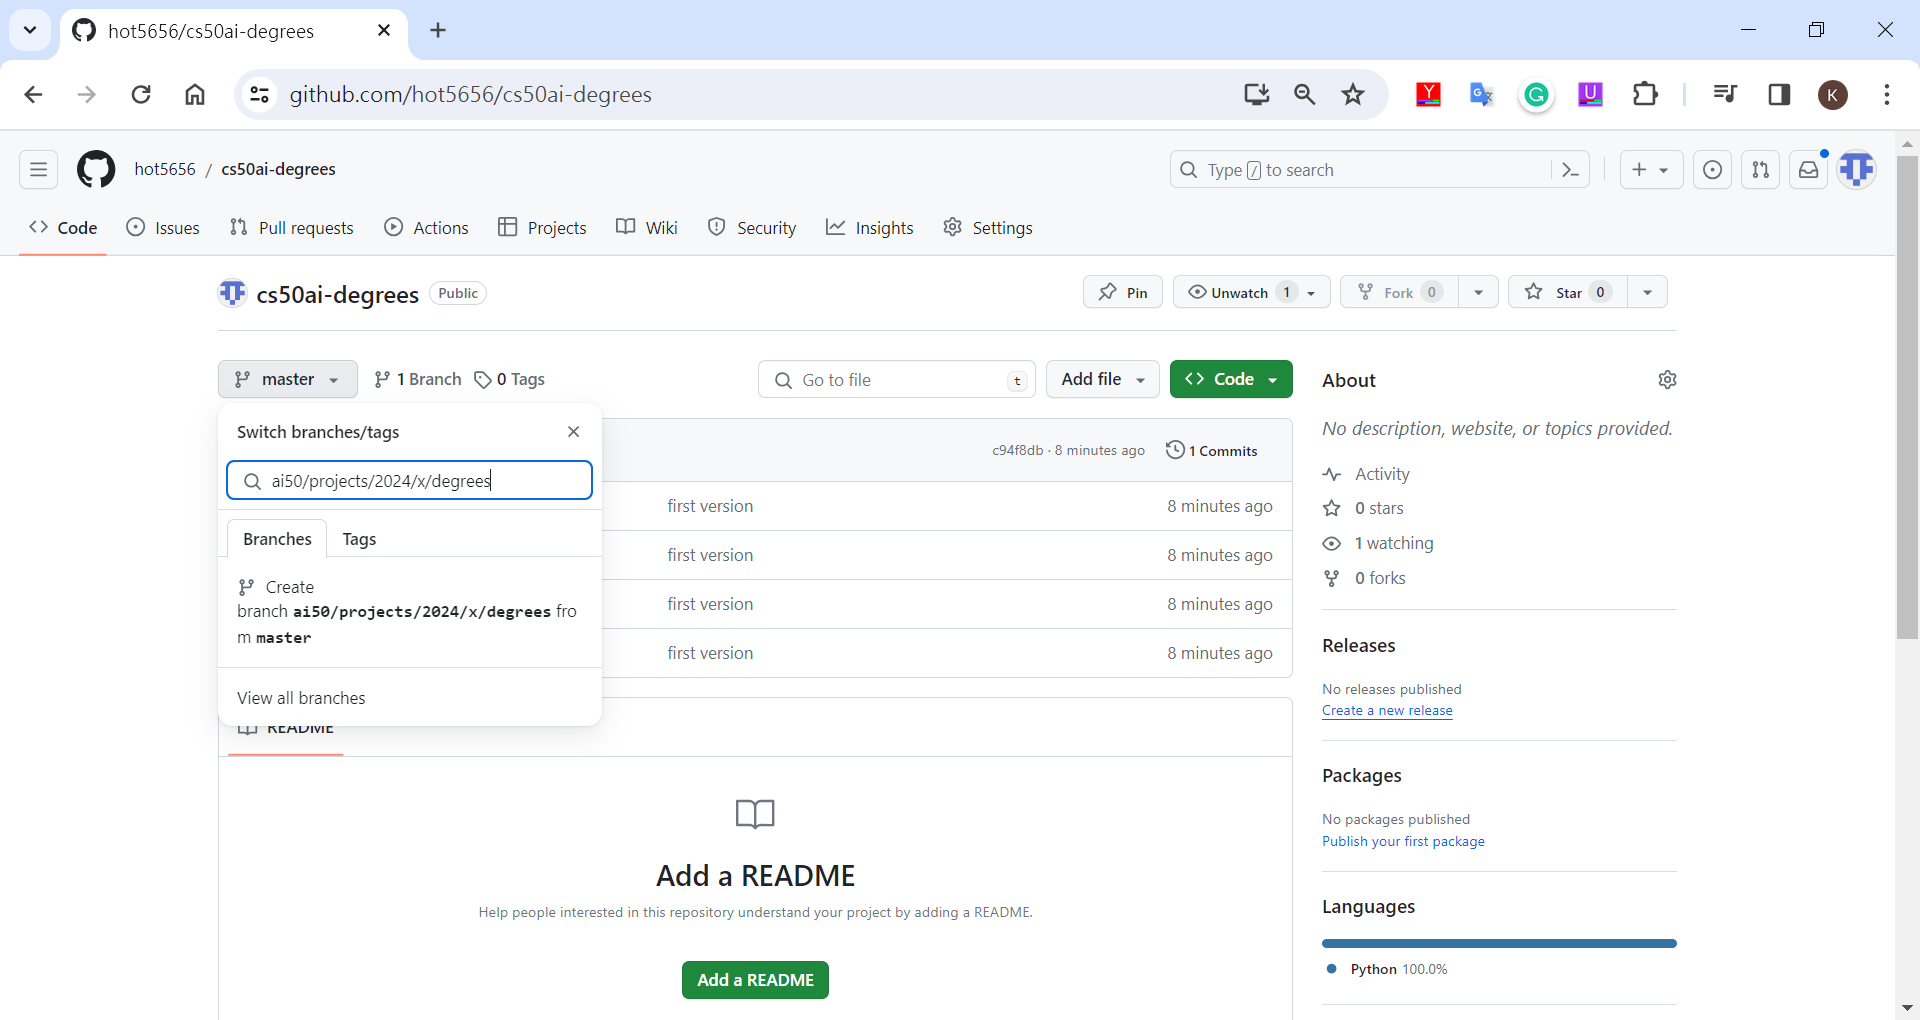 hot5656/cs50ai-degrees
github.com/hot5656/cs50ai-degrees
K
hot5656 / cs50ai-degrees
Type / to search
Code Issues Pull requests Actions Projects Wiki Security Insights Settings
cs50ai-degrees Public
Pin Unwatch 1 Fork 0 Star 0
master 1 Branch 0 Tags Go to file t Add file Code
Switch branches/tags
ai50/projects/2024/x/degrees
Branches Tags
Create
branch ai50/projects/2024/x/degrees fro
m master
View all branches
c94f8db · 8 minutes ago 1 Commits
first version 8 minutes ago
first version 8 minutes ago
first version 8 minutes ago
first version 8 minutes ago
README
Add a README
Help people interested in this repository understand your project by adding a README.
Add a README
About
No description, website, or topics provided.
Activity
0 stars
1 watching
0 forks
Releases
No releases published
Create a new release
Packages
No packages published
Publish your first package
Languages
Python 100.0%